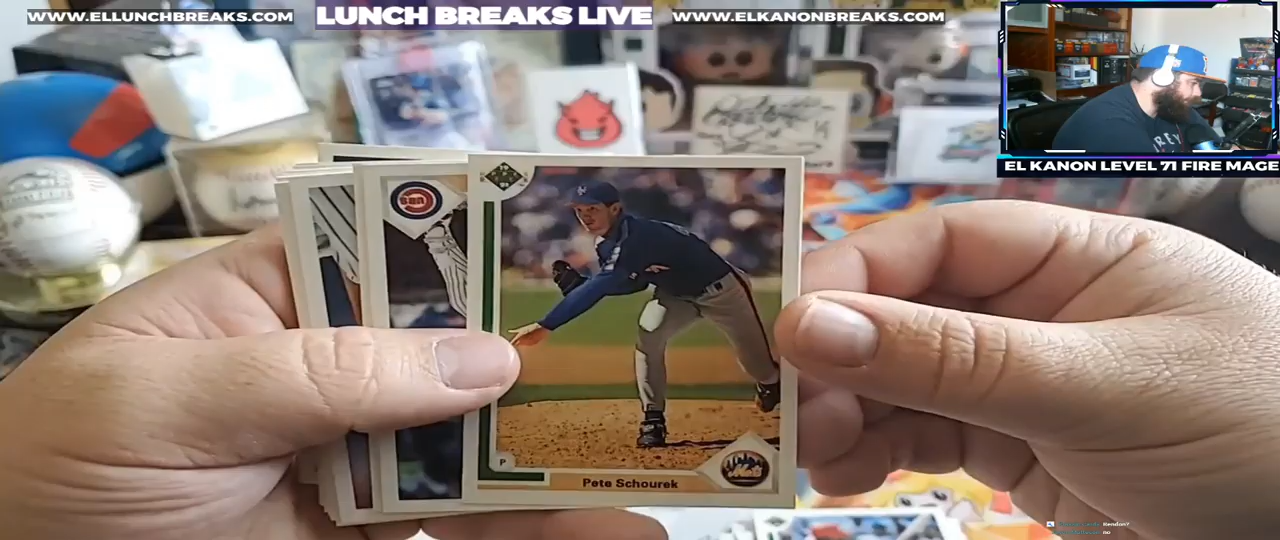 WWW.ELLUNCHBREAKS.COM
LUNCH BREAKS LIVE
WWW.ELKANONBREAKS.COM
EL KANON LEVEL 71 FIRE MAGE
P
Pete Schourek
Mets
Rendon?
no